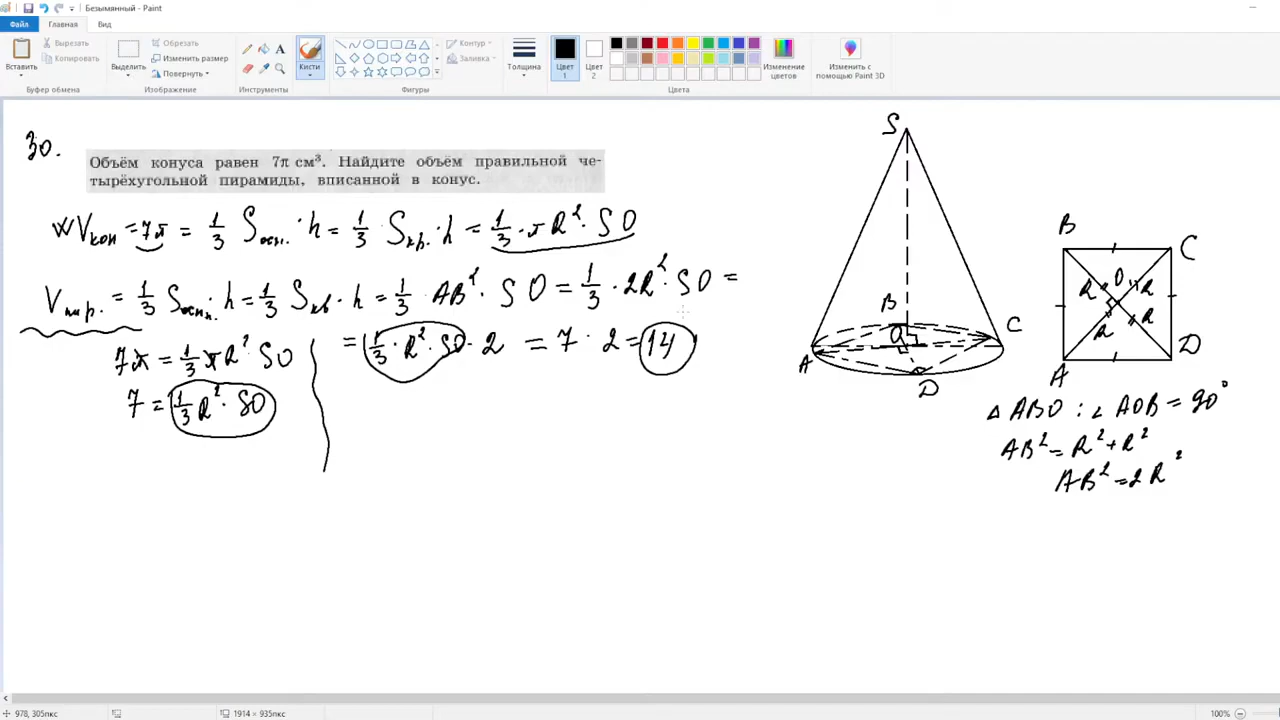 Безымянный - Paint
Файл
Главная
Вид
Вставить
Вырезать
Копировать
Буфер обмена
Выделить
Обрезать
Изменить размер
Повернуть
Изображение
Инструменты
Кисти
Контур
Заливка
Фигуры
Толщина
Цвет 1
Цвет 2
Изменение цветов
Цвета
Изменить с помощью Paint 3D
30.
Объём конуса равен 7π см³. Найдите объём правильной че-
тырёхугольной пирамиды, вписанной в конус.
Vкон = 7π = 1/3 Sосн. · h = 1/3 Sкр. · h = 1/3 · π R² · SO
Vпир. = 1/3 Sосн. · h = 1/3 Sкв · h = 1/3 · AB² · SO = 1/3 · 2R² · SO =
= 1/3 · R² · SO · 2 = 7 · 2 = 14
7π = 1/3 π R² · SO
7 = 1/3 R² · SO
S
B
C
A
O
D
B
C
O
R
R
R
R
A
D
△ ABO : ∠ AOB = 90°
AB² = R² + R²
AB² = 2R²
978, 305пкс
1914 × 935пкс
100%